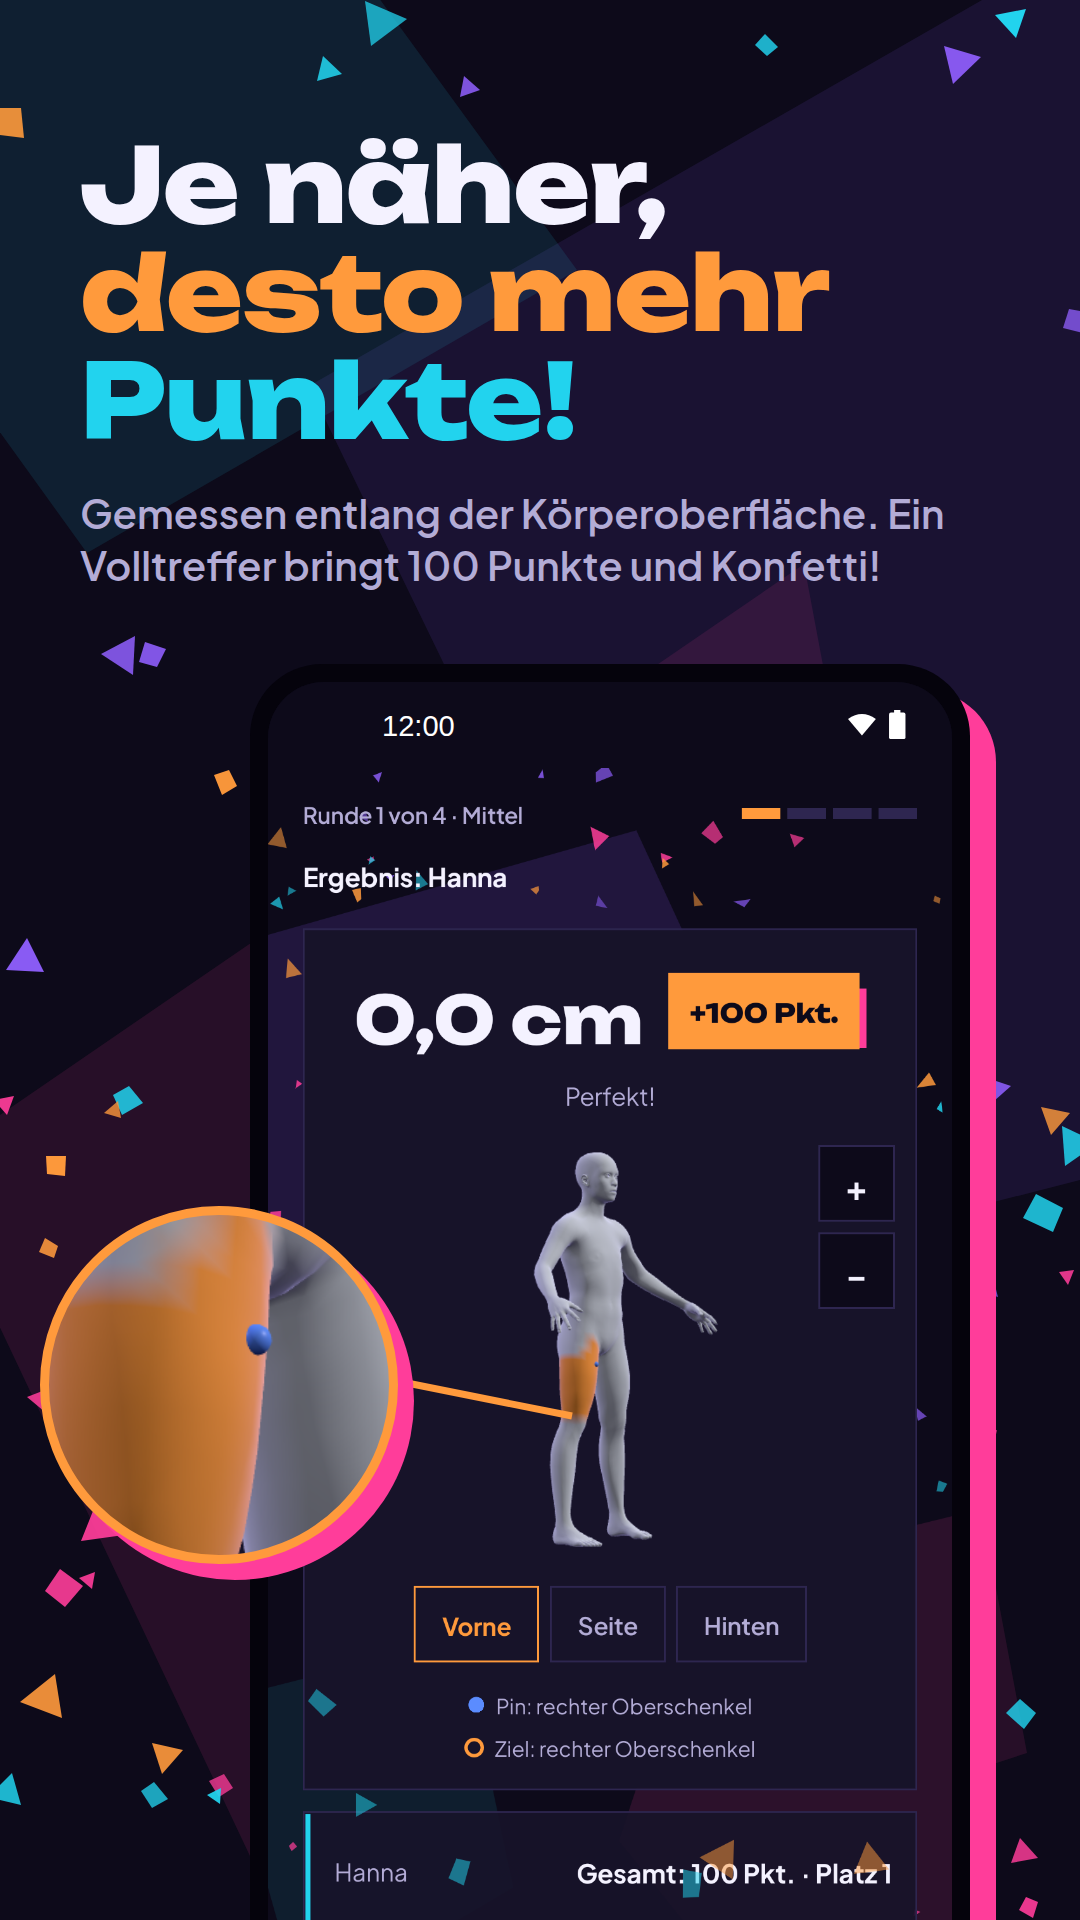 Je näher,
desto mehr
Punkte!
Gemessen entlang der Körperoberfläche. Ein
Volltreffer bringt 100 Punkte und Konfetti!
12:00
Runde 1 von 4 · Mittel
Ergebnis: Hanna
0,0 cm
+100 Pkt.
Perfekt!
+
−
Vorne Seite Hinten
Pin: rechter Oberschenkel
Ziel: rechter Oberschenkel
Hanna Gesamt: 100 Pkt. · Platz 1